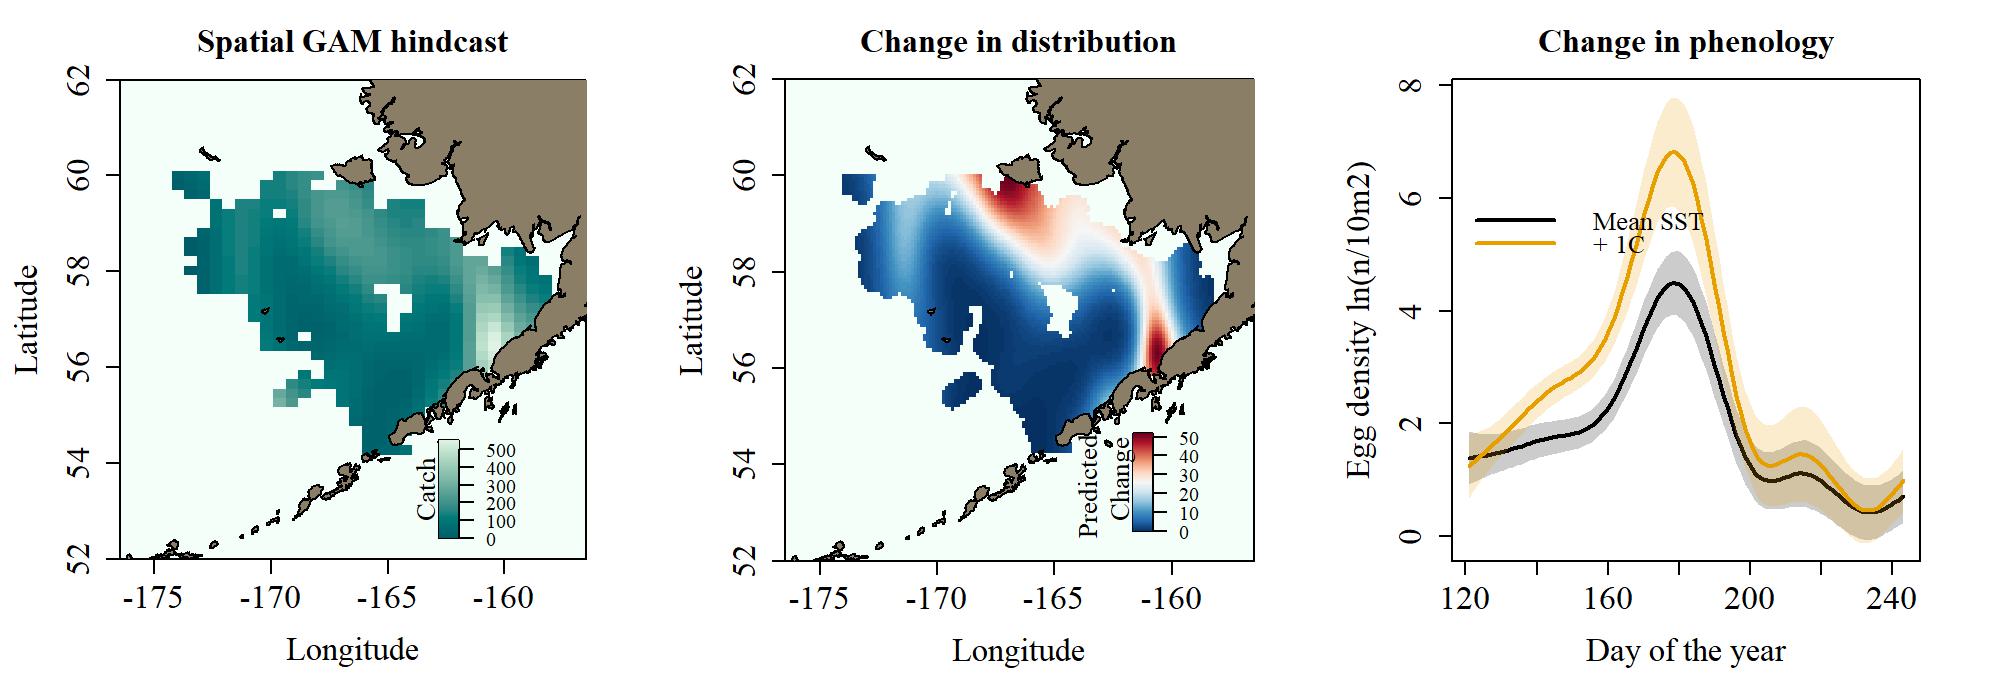 Spatial GAM hindcast
Latitude
62
60
58
56
54
52
-175
-170
-165
-160
Longitude
Catch
500
400
300
200
100
0
Change in distribution
Latitude
62
60
58
56
54
52
-175
-170
-165
-160
Longitude
Predicted
Change
50
40
30
20
10
0
Change in phenology
Egg density ln(n/10m2)
8
6
4
2
0
Mean SST
+ 1C
120
160
200
240
Day of the year